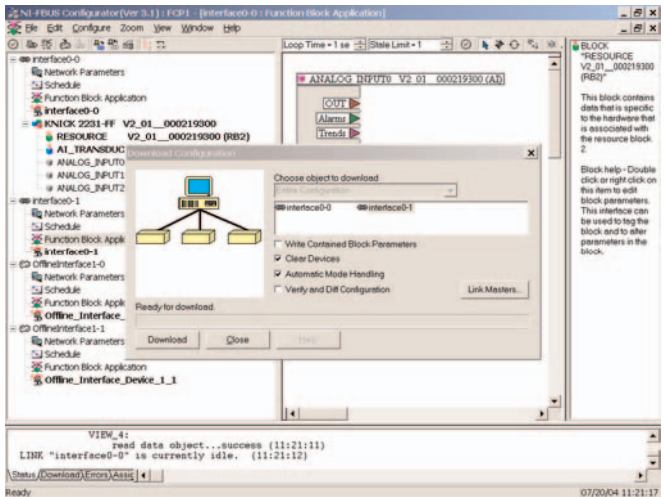 NI-FBUS Configurator(Ver 3.1) : FCP1 - [interface0-0 : Function Block Application]
File Edit Configure Zoom View Window Help
Loop Time = 1 se Stale Limit = 1
interface0-0
Network Parameters
Schedule
Function Block Application
interface0-0
KNICK 2231-FF V2_01__000219300
RESOURCE V2_01__000219300 (RB2)
AI_TRANSDUC
ANALOG_INPUT0
ANALOG_INPUT1
ANALOG_INPUT2
interface0-1
Network Parameters
Schedule
Function Block Appli
interface0-1
OfflineInterface1-0
Network Parameters
Schedule
Function Block Appli
Offline_Interface_
OfflineInterface1-1
Network Parameters
Schedule
Function Block Application
Offline_Interface_Device_1_1
ANALOG INPUT0 V2 01 000219300 (AI)
OUT
Alarms
Trends
Download Configuration
Choose object to download
Entire Configuration
interface0-0 interface0-1
Write Contained Block Parameters
Clear Devices
Automatic Mode Handling
Verify and Diff Configuration
Link Masters...
Ready for download.
Download Close
BLOCK
"RESOURCE
V2_01__000219300
(RB2)"
This block contains
data that is specific
to the hardware that
is associated with
the resource block.
2
Block help - Double
click or right click on
this item to edit
block parameters.
This interface can
be used to tag the
block and to alter
parameters in the
block.
VIEW_4:
read data object...success (11:21:11)
LINK "interface0-0" is currently idle. (11:21:12)
Status Download Errors Assig
Ready
07/20/04 11:21:17